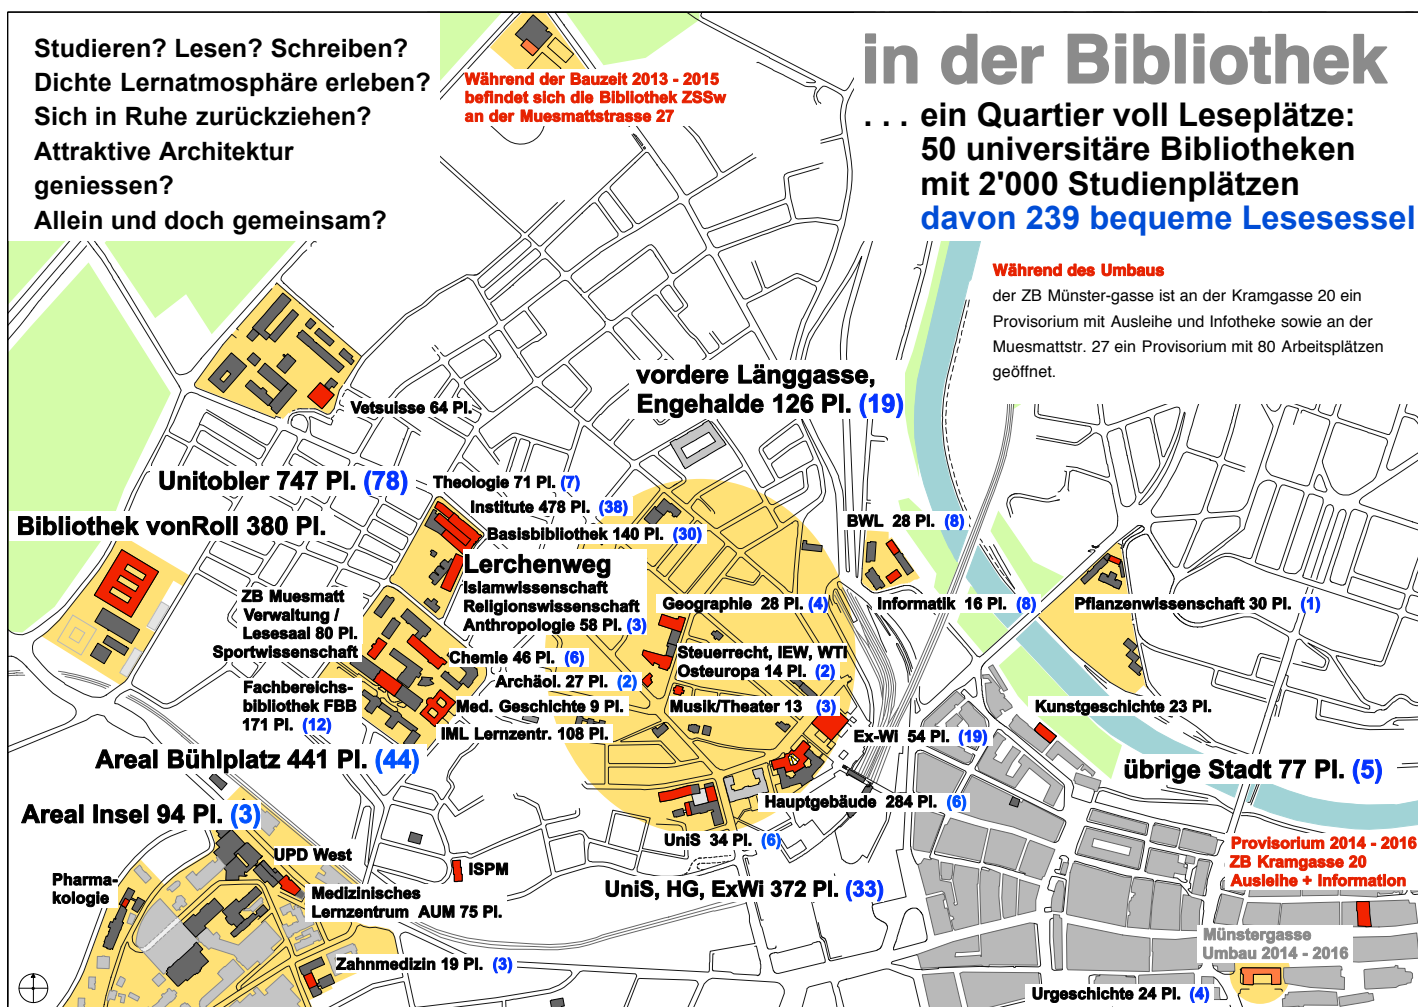 Studieren? Lesen? Schreiben?
Dichte Lernatmosphäre erleben?
Sich in Ruhe zurückziehen?
Attraktive Architektur
geniessen?
Allein und doch gemeinsam?
Während der Bauzeit 2013 - 2015
befindet sich die Bibliothek ZSSw
an der Muesmattstrasse 27
in der Bibliothek
. . . ein Quartier voll Leseplätze:
50 universitäre Bibliotheken
mit 2'000 Studienplätzen
davon 239 bequeme Lesesessel
Während des Umbaus
der ZB Münster-gasse ist an der Kramgasse 20 ein
Provisorium mit Ausleihe und Infotheke sowie an der
Muesmattstr. 27 ein Provisorium mit 80 Arbeitsplätzen
geöffnet.
vordere Länggasse,
Engehalde 126 Pl. (19)
Vetsuisse 64 Pl.
Unitobler 747 Pl. (78)
Theologie 71 Pl. (7)
Institute 478 Pl. (38)
Basisbibliothek 140 Pl. (30)
Bibliothek vonRoll 380 Pl.
BWL 28 Pl. (8)
Lerchenweg
Islamwissenschaft
Religionswissenschaft
Anthropologie 58 Pl. (3)
ZB Muesmatt
Verwaltung /
Lesesaal 80 Pl.
Sportwissenschaft
Geographie 28 Pl. (4)
Informatik 16 Pl. (8)
Pflanzenwissenschaft 30 Pl. (1)
Chemie 46 Pl. (6)
Steuerrecht, IEW, WTI
Osteuropa 14 Pl. (2)
Archäol. 27 Pl. (2)
Fachbereichs-
bibliothek FBB
171 Pl. (12)
Med. Geschichte 9 Pl.
Musik/Theater 13 (3)
Kunstgeschichte 23 Pl.
IML Lernzentr. 108 Pl.
Ex-WI 54 Pl. (19)
Areal Bühlplatz 441 Pl. (44)
übrige Stadt 77 Pl. (5)
Areal Insel 94 Pl. (3)
Hauptgebäude 284 Pl. (6)
UniS 34 Pl. (6)
UPD West
ISPM
UniS, HG, ExWi 372 Pl. (33)
Provisorium 2014 - 2016
ZB Kramgasse 20
Ausleihe + Information
Pharma-
kologie
Medizinisches
Lernzentrum AUM 75 Pl.
Münstergasse
Umbau 2014 - 2016
Zahnmedizin 19 Pl. (3)
Urgeschichte 24 Pl. (4)